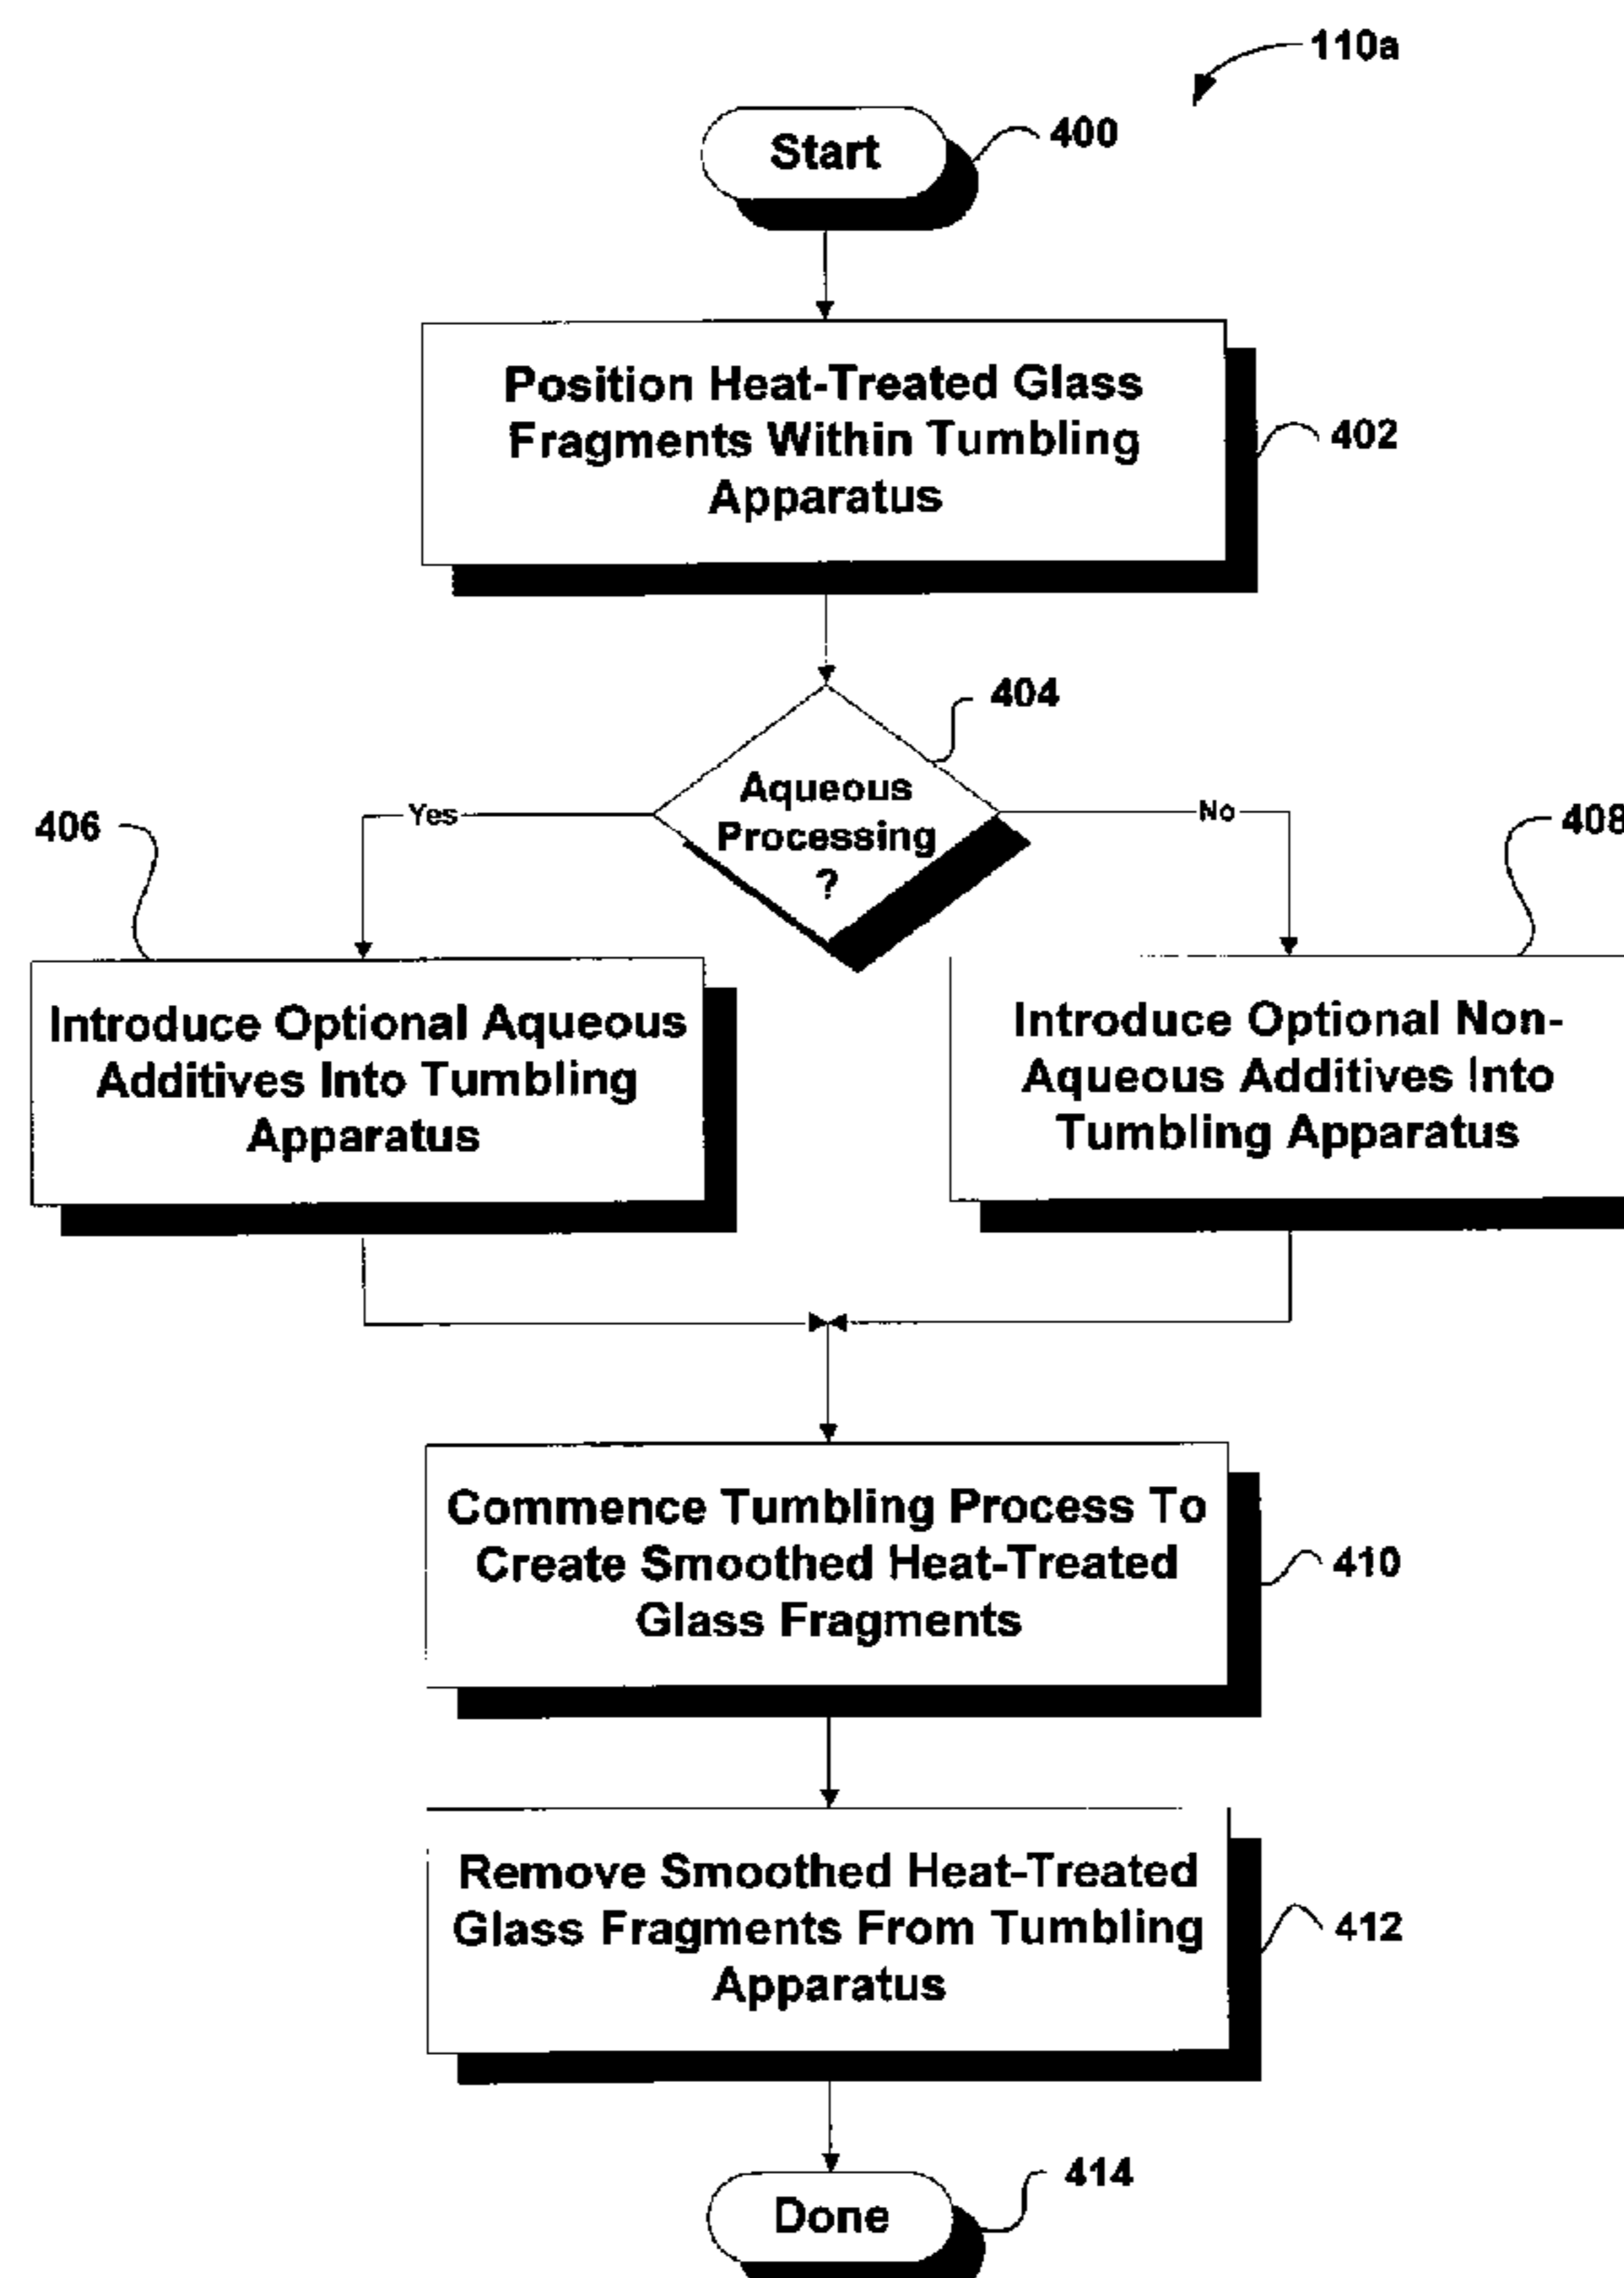 110a
Start
400
Position Heat-Treated Glass
Fragments Within Tumbling
Apparatus
402
404
Aqueous
Processing
?
Yes
No
406
408
Introduce Optional Aqueous
Additives Into Tumbling
Apparatus
Introduce Optional Non-
Aqueous Additives Into
Tumbling Apparatus
Commence Tumbling Process To
Create Smoothed Heat-Treated
Glass Fragments
410
Remove Smoothed Heat-Treated
Glass Fragments From Tumbling
Apparatus
412
Done
414